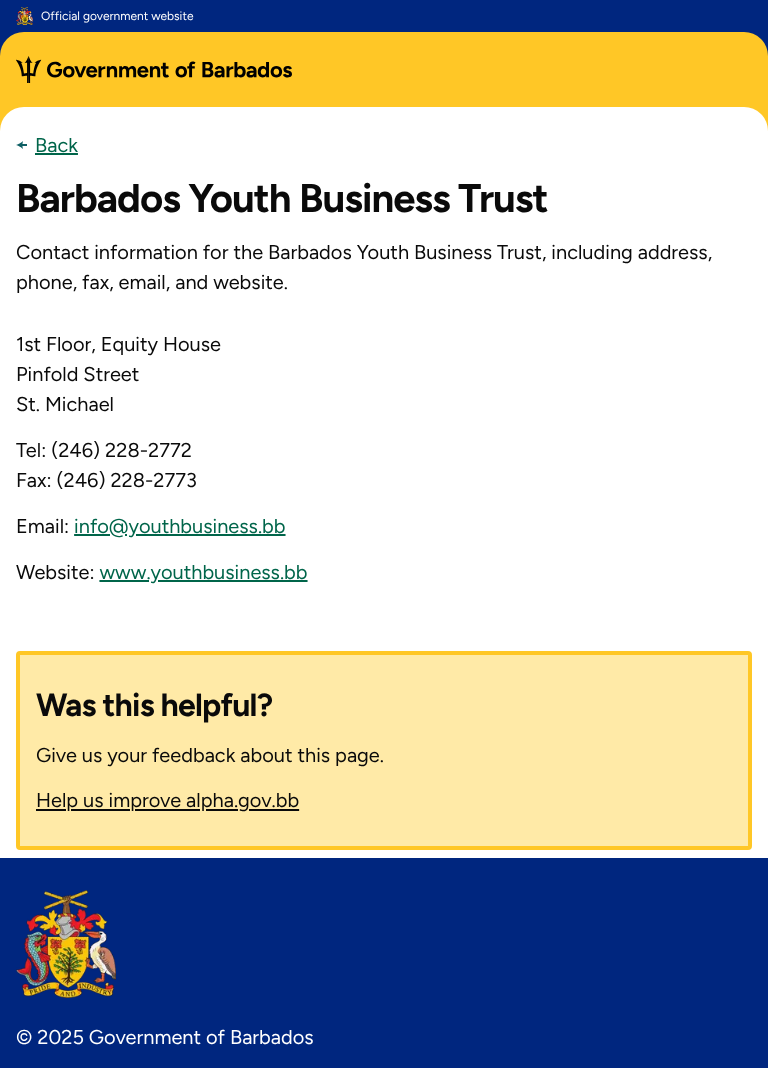 Official government website
Government of Barbados
Back
Barbados Youth Business Trust
Contact information for the Barbados Youth Business Trust, including address,
phone, fax, email, and website.
1st Floor, Equity House
Pinfold Street
St. Michael
Tel: (246) 228-2772
Fax: (246) 228-2773
Email: info@youthbusiness.bb
Website: www.youthbusiness.bb
Was this helpful?
Give us your feedback about this page.
Help us improve alpha.gov.bb
PRIDE AND INDUSTRY
© 2025 Government of Barbados